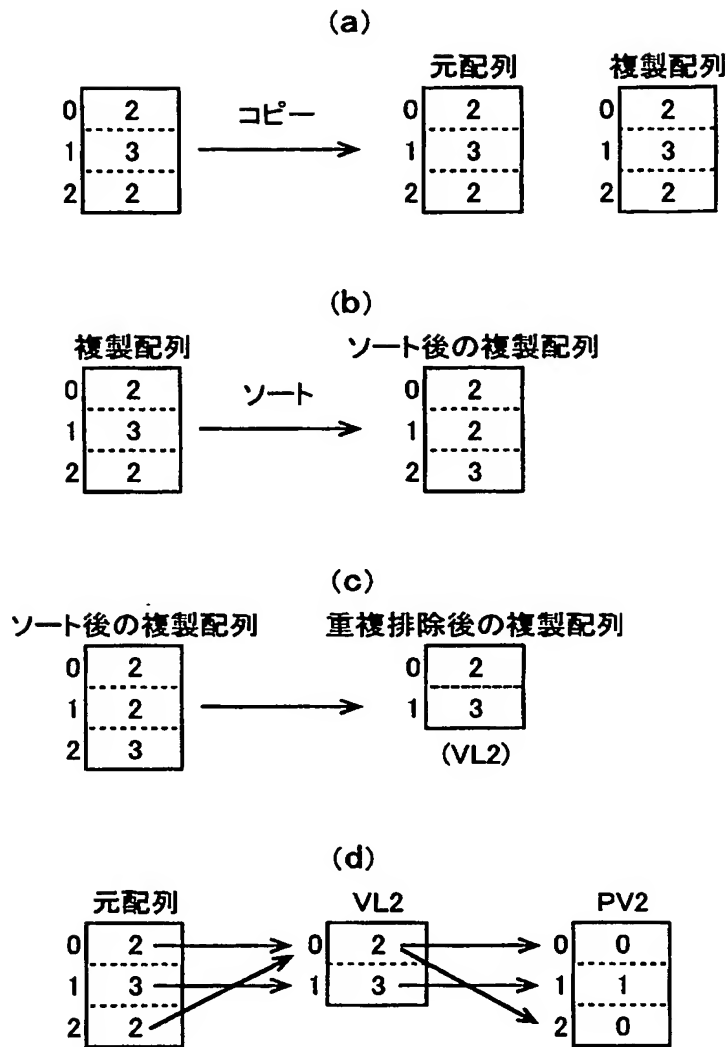 (a)
元配列 複製配列
0 2 コピー 0 2 0 2
1 3 1 3 1 3
2 2 2 2 2 2
(b)
複製配列 ソート後の複製配列
0 2 ソート 0 2
1 3 1 2
2 2 2 3
(c)
ソート後の複製配列 重複排除後の複製配列
0 2 0 2
1 2 1 3
2 3 (VL2)
(d)
元配列 VL2 PV2
0 2 0 2 0 0
1 3 1 3 1 1
2 2 2 0